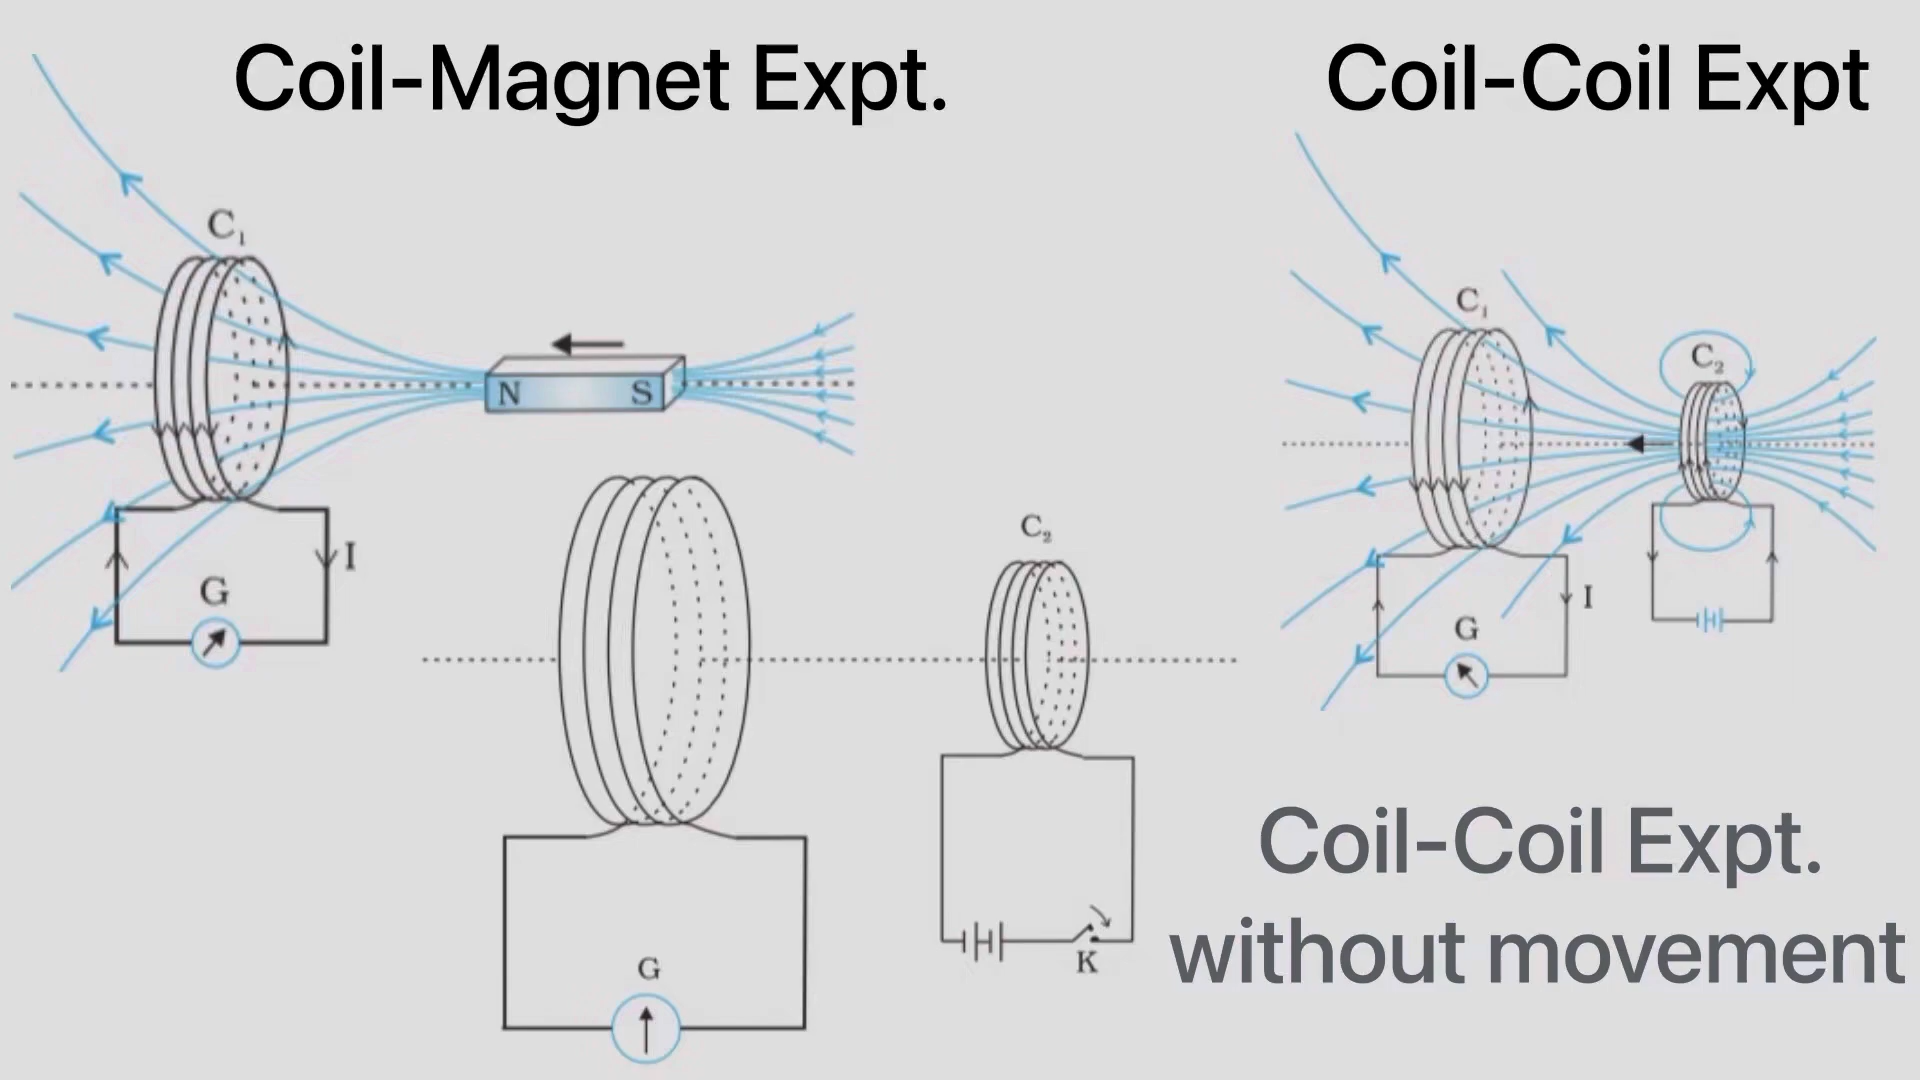 Coil-Magnet Expt.
C₁
N S
I
G
Coil-Coil Expt
C₁
C₂
I
G
C₂
G
K
Coil-Coil Expt.
without movement